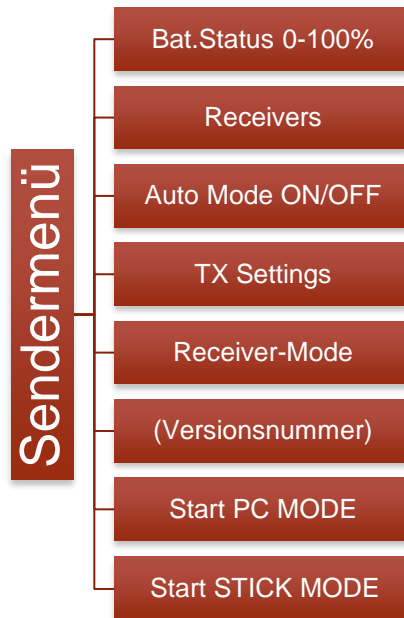 Sendermenü
Bat.Status 0-100%
Receivers
Auto Mode ON/OFF
TX Settings
Receiver-Mode
(Versionsnummer)
Start PC MODE
Start STICK MODE